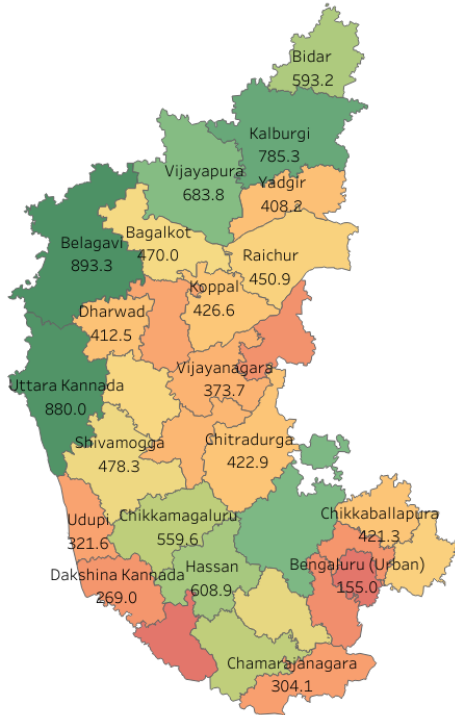 Bidar
593.2
Kalburgi
785.3
Vijayapura
683.8
Yadgir
408.2
Bagalkot
470.0
Belagavi
893.3
Raichur
450.9
Koppal
426.6
Dharwad
412.5
Vijayanagara
373.7
Uttara Kannada
880.0
Shivamogga
478.3
Chitradurga
422.9
Chikkamagaluru
559.6
Udupi
321.6
Chikkaballapura
421.3
Hassan
608.9
Bengaluru (Urban)
155.0
Dakshina Kannada
269.0
Chamarajanagara
304.1